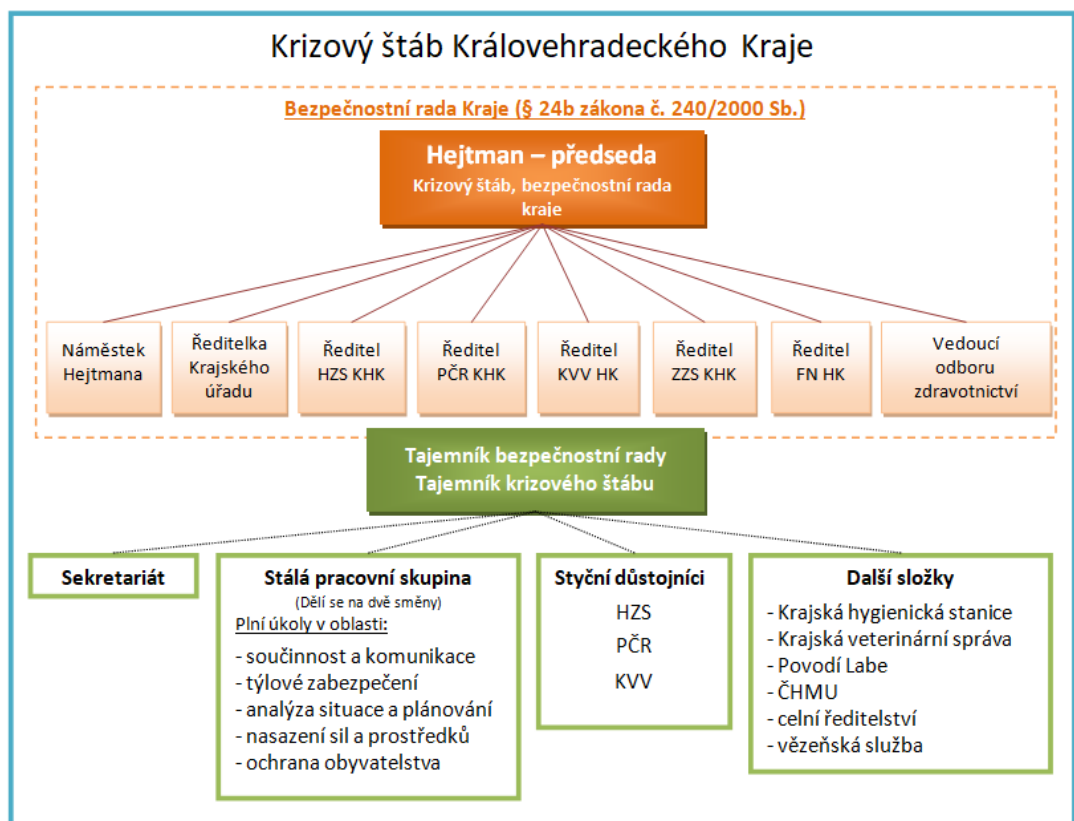 Krizový štáb Královehradeckého Kraje
Bezpečnostní rada Kraje (§ 24b zákona č. 240/2000 Sb.)
Hejtman – předseda
Krizový štáb, bezpečnostní rada
kraje
Náměstek
Hejtmana
Ředitelka
Krajského
úřadu
Ředitel
HZS KHK
Ředitel
PČR KHK
Ředitel
KVV HK
Ředitel
ZZS KHK
Ředitel
FN HK
Vedoucí
odboru
zdravotnictví
Tajemník bezpečnostní rady
Tajemník krizového štábu
Sekretariát
Stálá pracovní skupina
(Dělí se na dvě směny)
Plní úkoly v oblasti:
- součinnost a komunikace
- týlové zabezpečení
- analýza situace a plánování
- nasazení sil a prostředků
- ochrana obyvatelstva
Styční důstojníci
HZS
PČR
KVV
Další složky
- Krajská hygienická stanice
- Krajská veterinární správa
- Povodí Labe
- ČHMU
- celní ředitelství
- vězeňská služba